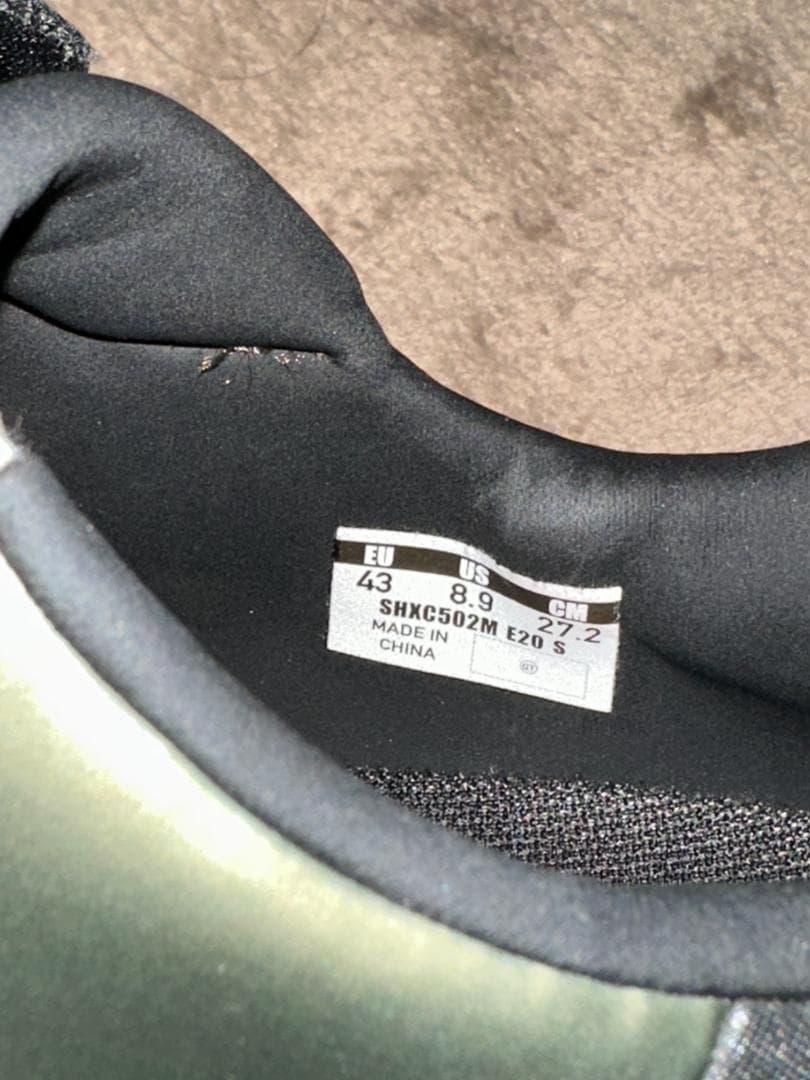 EU US CM
43 8.9 27.2
SHXC502M E20 S
MADE IN
CHINA